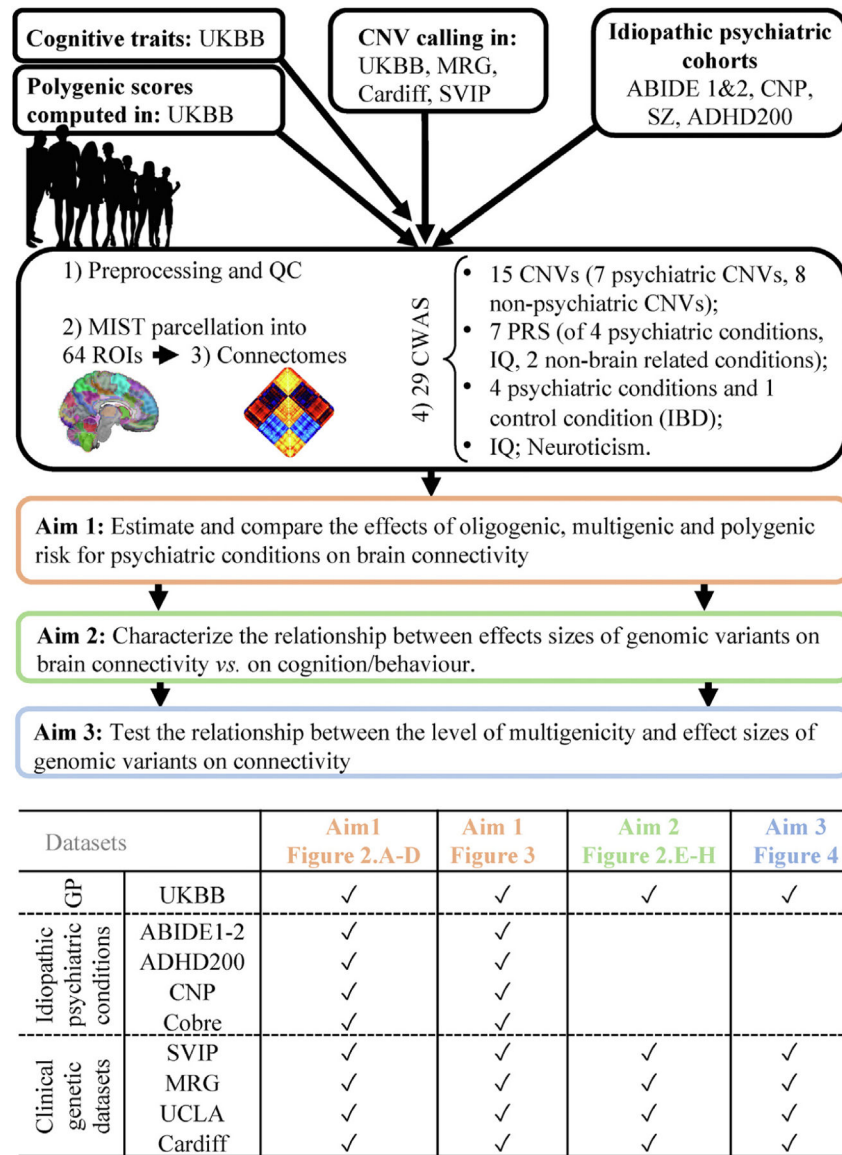 Cognitive traits: UKBB
Polygenic scores
computed in: UKBB
CNV calling in:
UKBB, MRG,
Cardiff, SVIP
Idiopathic psychiatric
cohorts
ABIDE 1&2, CNP,
SZ, ADHD200
1) Preprocessing and QC
2) MIST parcellation into
64 ROIs
3) Connectomes
4) 29 CWAS
• 15 CNVs (7 psychiatric CNVs, 8
non-psychiatric CNVs);
• 7 PRS (of 4 psychiatric conditions,
IQ, 2 non-brain related conditions);
• 4 psychiatric conditions and 1
control condition (IBD);
• IQ; Neuroticism.
Aim 1: Estimate and compare the effects of oligogenic, multigenic and polygenic
risk for psychiatric conditions on brain connectivity
Aim 2: Characterize the relationship between effects sizes of genomic variants on
brain connectivity vs. on cognition/behaviour.
Aim 3: Test the relationship between the level of multigenicity and effect sizes of
genomic variants on connectivity
Datasets
Aim1
Figure 2.A-D
Aim 1
Figure 3
Aim 2
Figure 2.E-H
Aim 3
Figure 4
GP
UKBB ✓ ✓ ✓ ✓
Idiopathic
psychiatric
conditions
ABIDE1-2 ✓ ✓
ADHD200 ✓ ✓
CNP ✓ ✓
Cobre ✓ ✓
Clinical
genetic
datasets
SVIP ✓ ✓ ✓ ✓
MRG ✓ ✓ ✓ ✓
UCLA ✓ ✓ ✓ ✓
Cardiff ✓ ✓ ✓ ✓